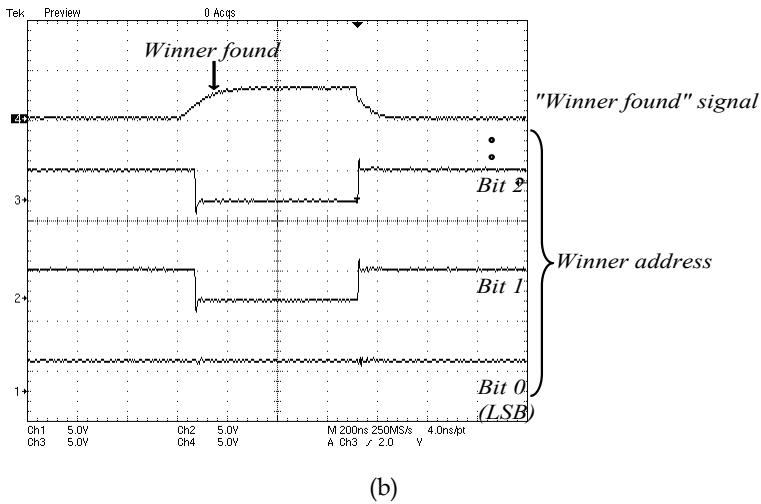 Tek Preview 0 Acqs
Winner found
"Winner found" signal
4
Bit 2
3
Winner address
Bit 1
2
Bit 0
(LSB)
1
Ch1 5.0V Ch2 5.0V M 200ns 250MS/s 4.0ns/pt
Ch3 5.0V Ch4 5.0V A Ch3 / 2.0 V
(b)